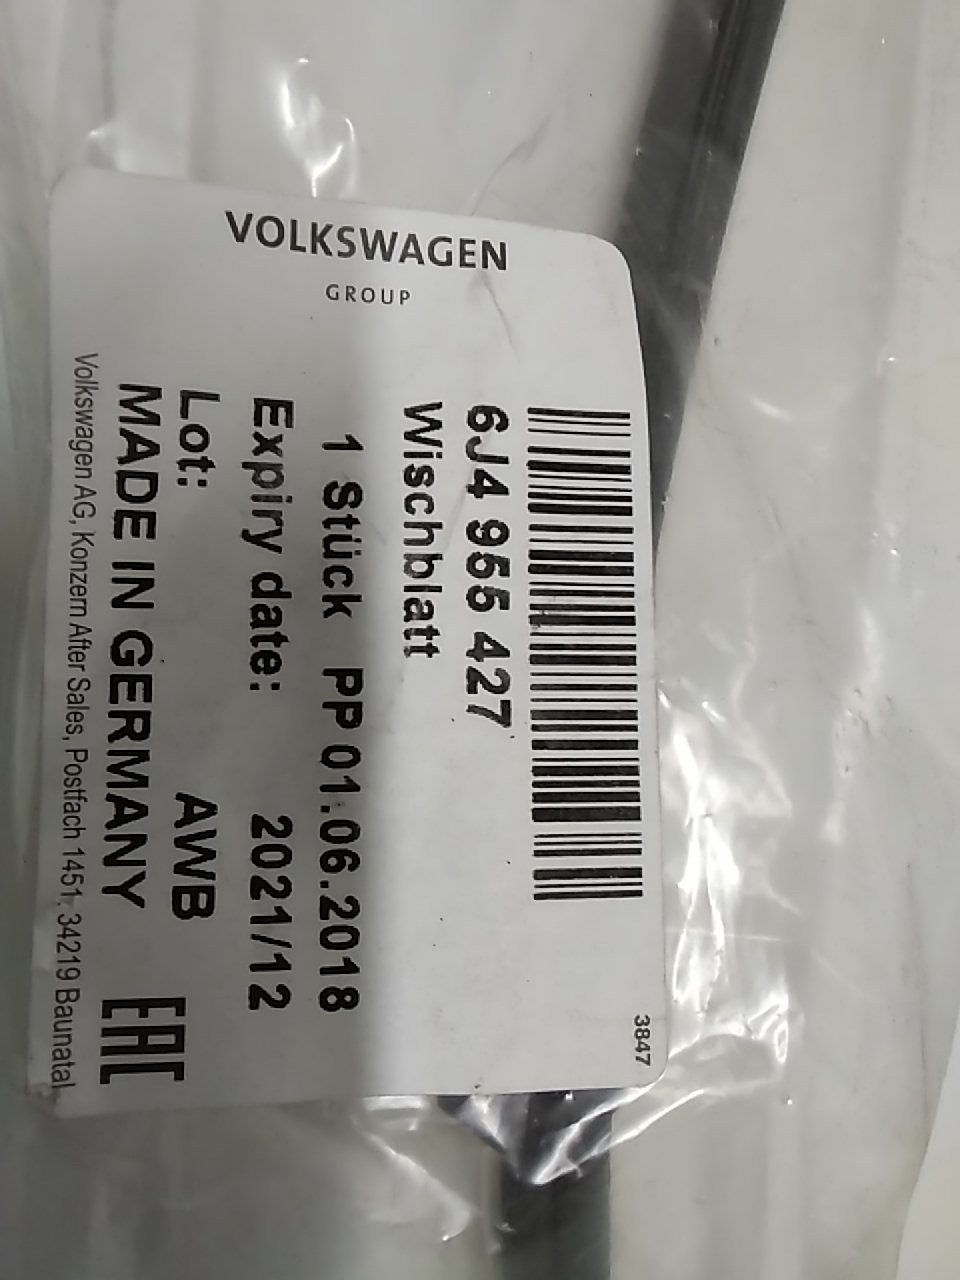 VOLKSWAGEN
GROUP
3847
6J4 955 427
Wischblatt
1 Stück PP 01.06.2018
Expiry date: 2021/12
Lot: AWB
MADE IN GERMANY EAC
Volkswagen AG, Konzern After Sales, Postfach 1451, 34219 Baunatal